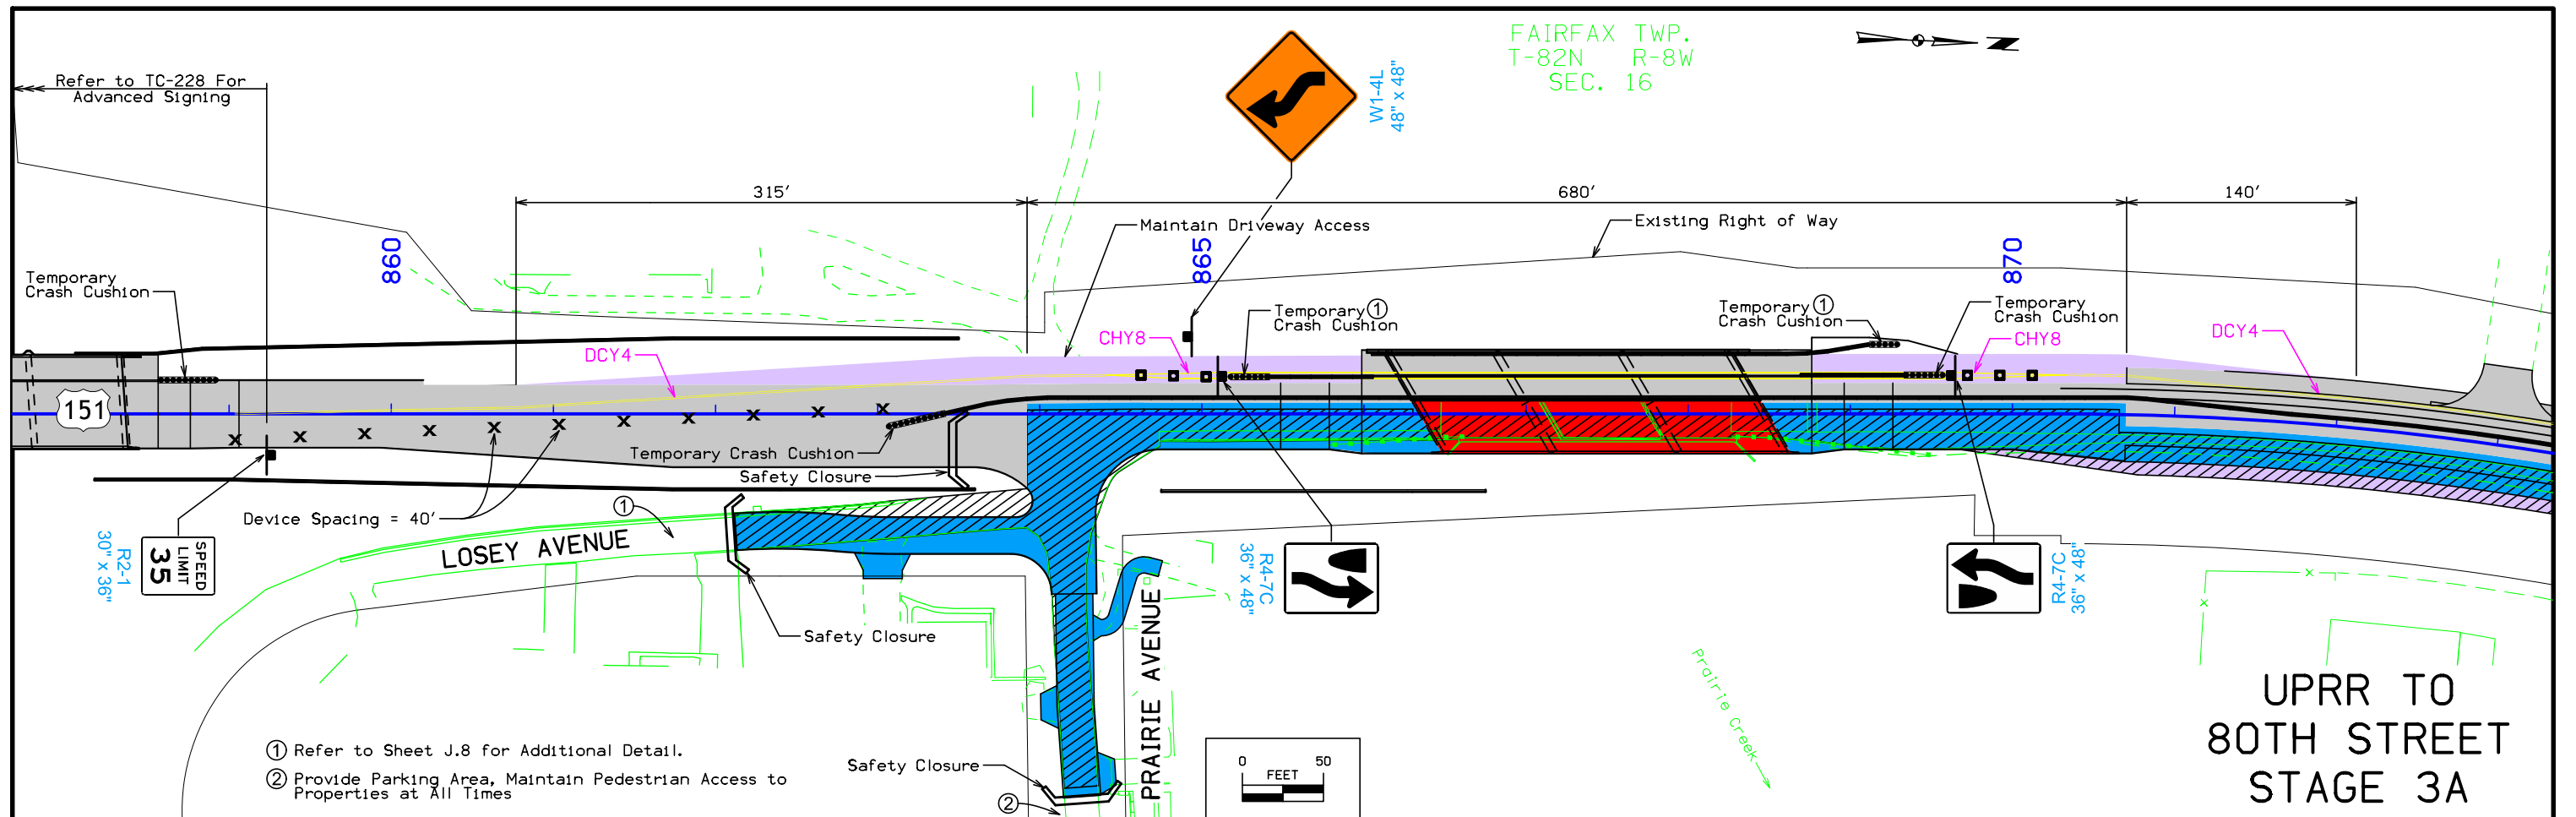 FAIRFAX TWP.
T-82N R-8W
SEC. 16
Refer to TC-228 For
Advanced Signing
W1-4L
48" x 48"
315'
680'
140'
Maintain Driveway Access
Existing Right of Way
860
865
870
Temporary
Crash Cushion
Temporary ①
Crash Cushion
Temporary ①
Crash Cushion
Temporary
Crash Cushion
DCY4
CHY8
CHY8
DCY4
151
Temporary Crash Cushion
Safety Closure
Device Spacing = 40'
①
LOSEY AVENUE
SPEED
LIMIT
35
R2-1
30" x 36"
R4-7C
36" x 48"
R4-7C
36" x 48"
Safety Closure
PRAIRIE AVENUE
Prairie Creek
① Refer to Sheet J.8 for Additional Detail.
② Provide Parking Area, Maintain Pedestrian Access to
Properties at All Times
Safety Closure
②
0 50
FEET
UPRR TO
80TH STREET
STAGE 3A
N